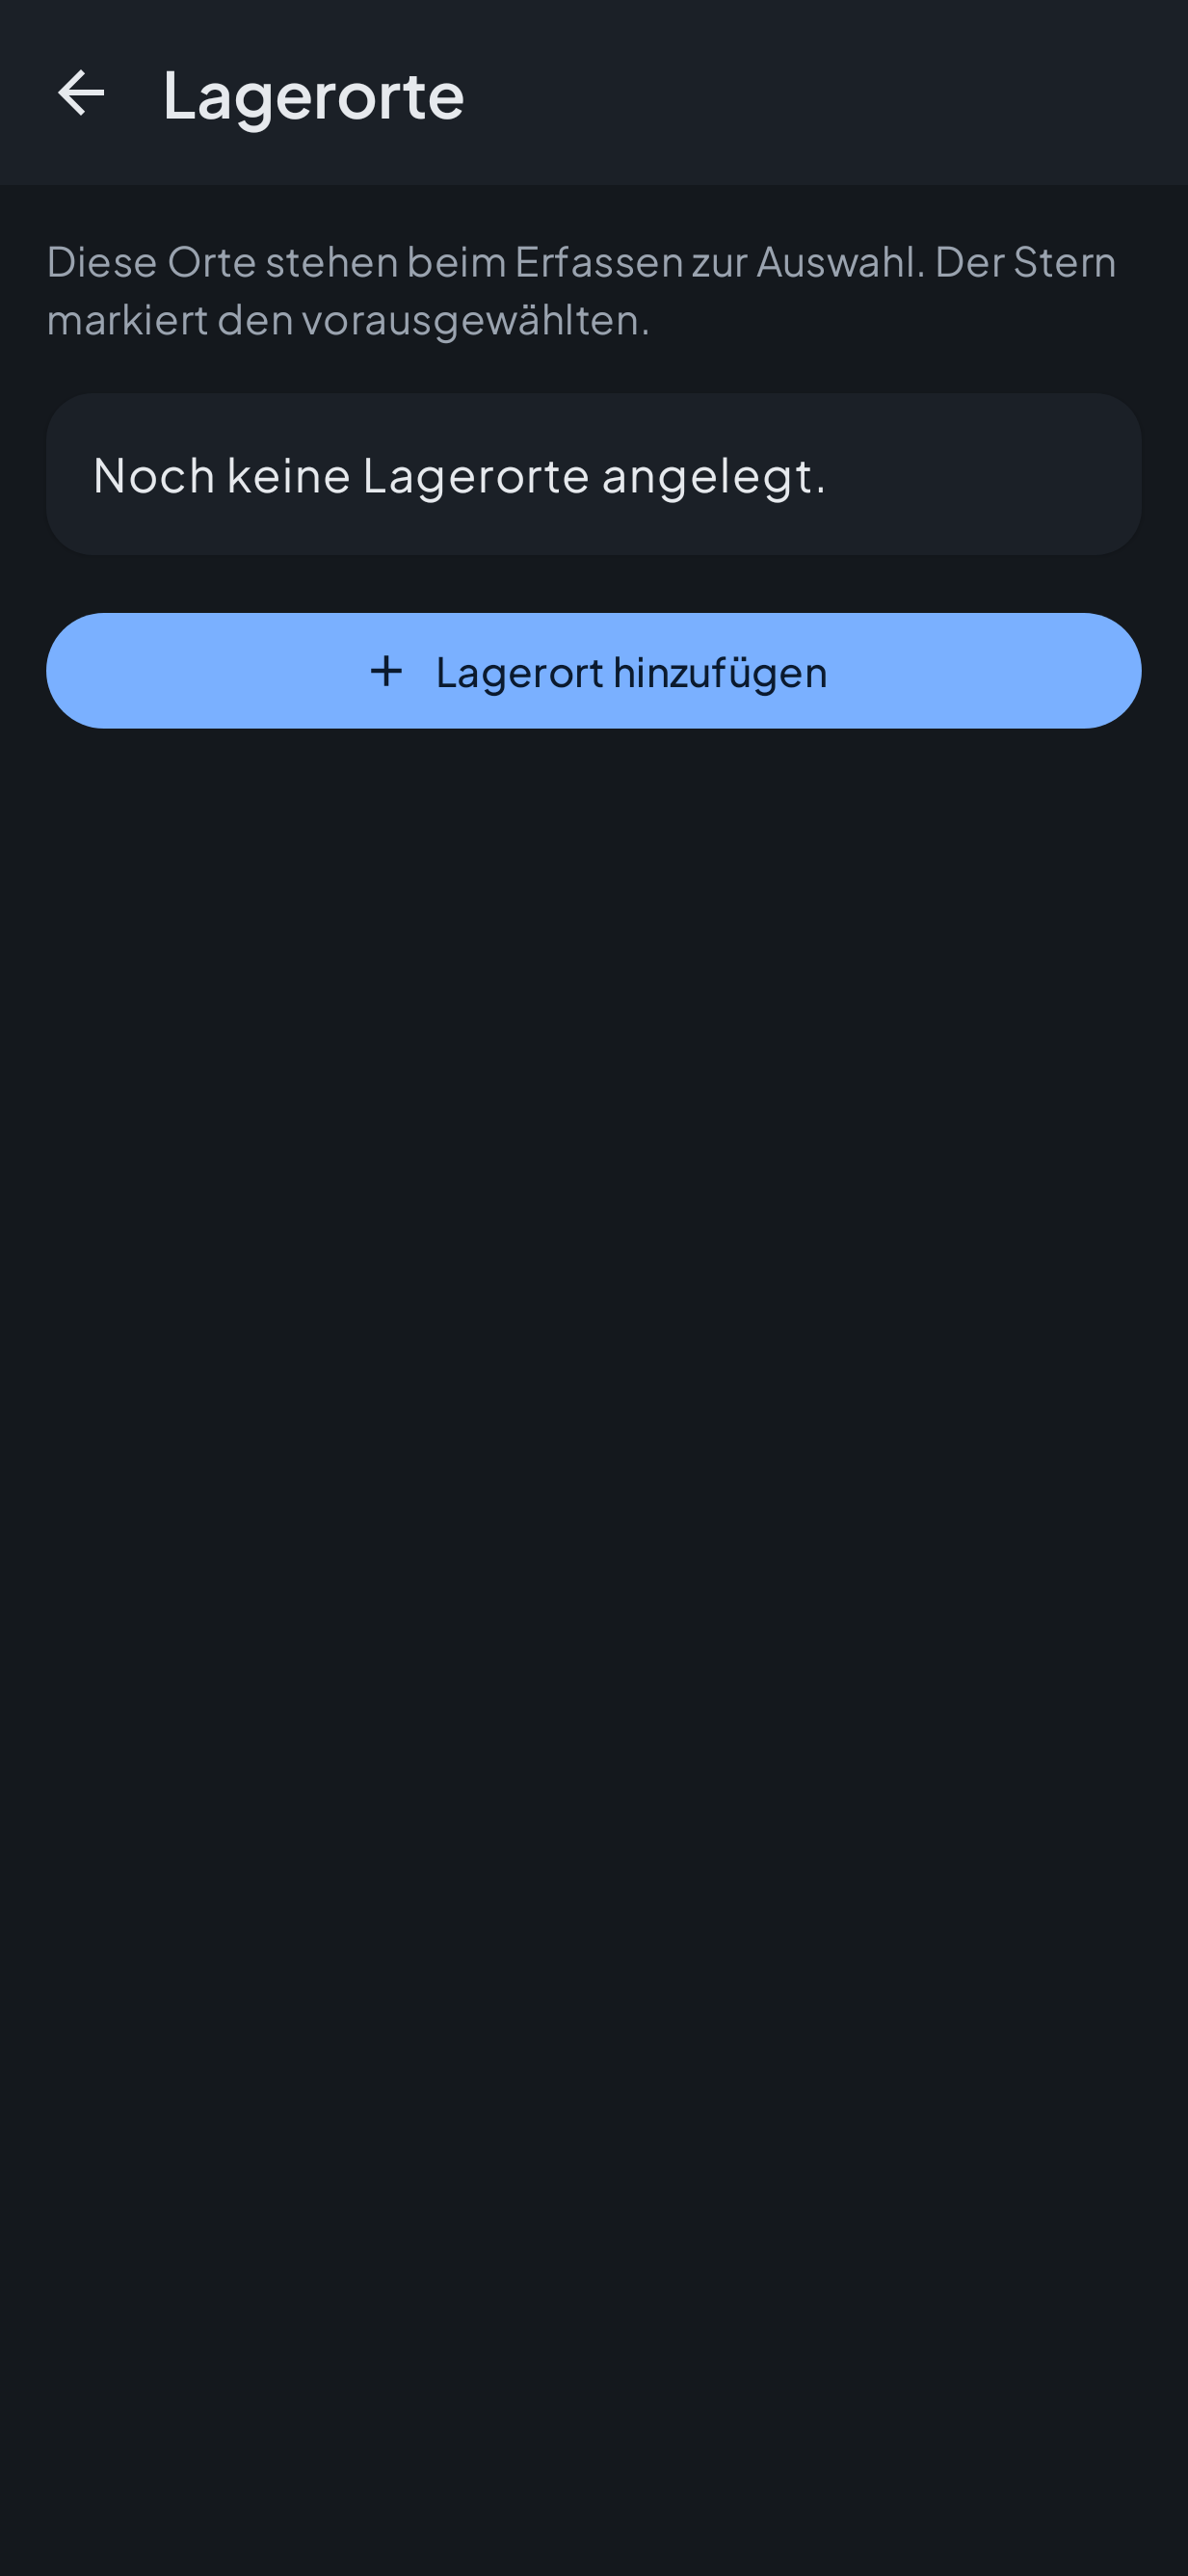 Lagerorte
Diese Orte stehen beim Erfassen zur Auswahl. Der Stern
markiert den vorausgewählten.
Noch keine Lagerorte angelegt.
+ Lagerort hinzufügen